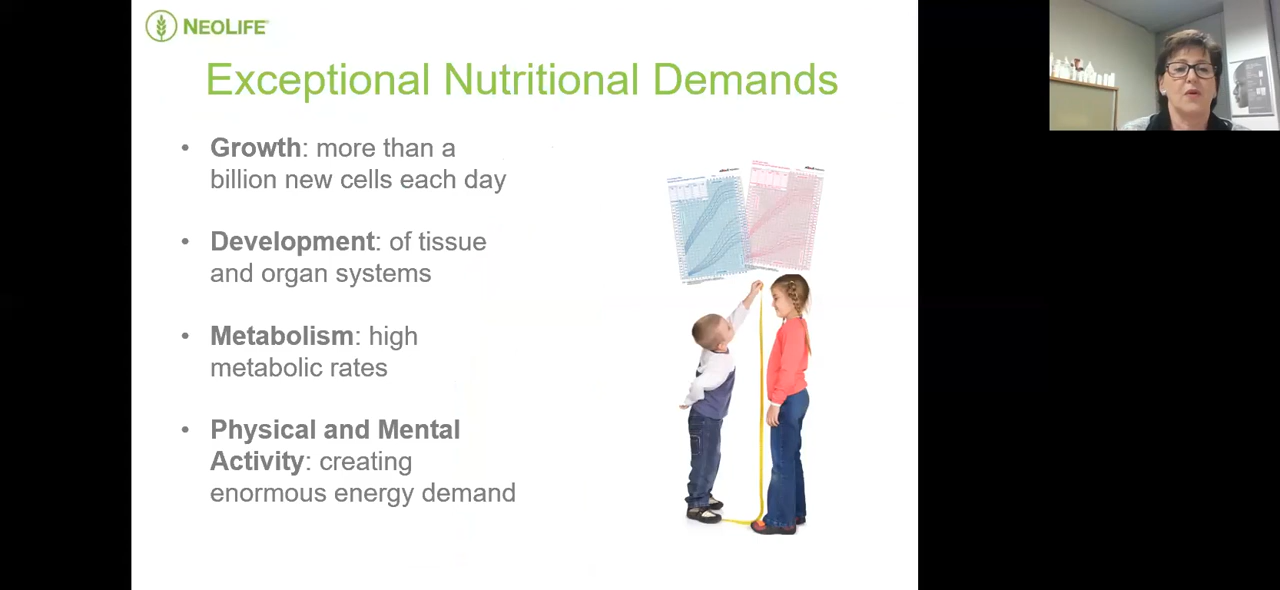 NEOLIFE
Exceptional Nutritional Demands
• Growth: more than a
billion new cells each day
• Development: of tissue
and organ systems
• Metabolism: high
metabolic rates
• Physical and Mental
Activity: creating
enormous energy demand